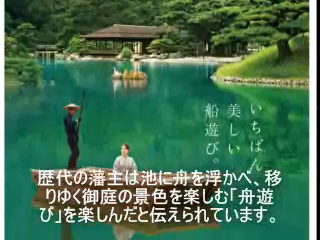 いちばん
美しい
船遊び。
歴代の藩主は池に舟を浮かべ、移
りゆく御庭の景色を楽しむ「舟遊
び」を楽しんだと伝えられています。